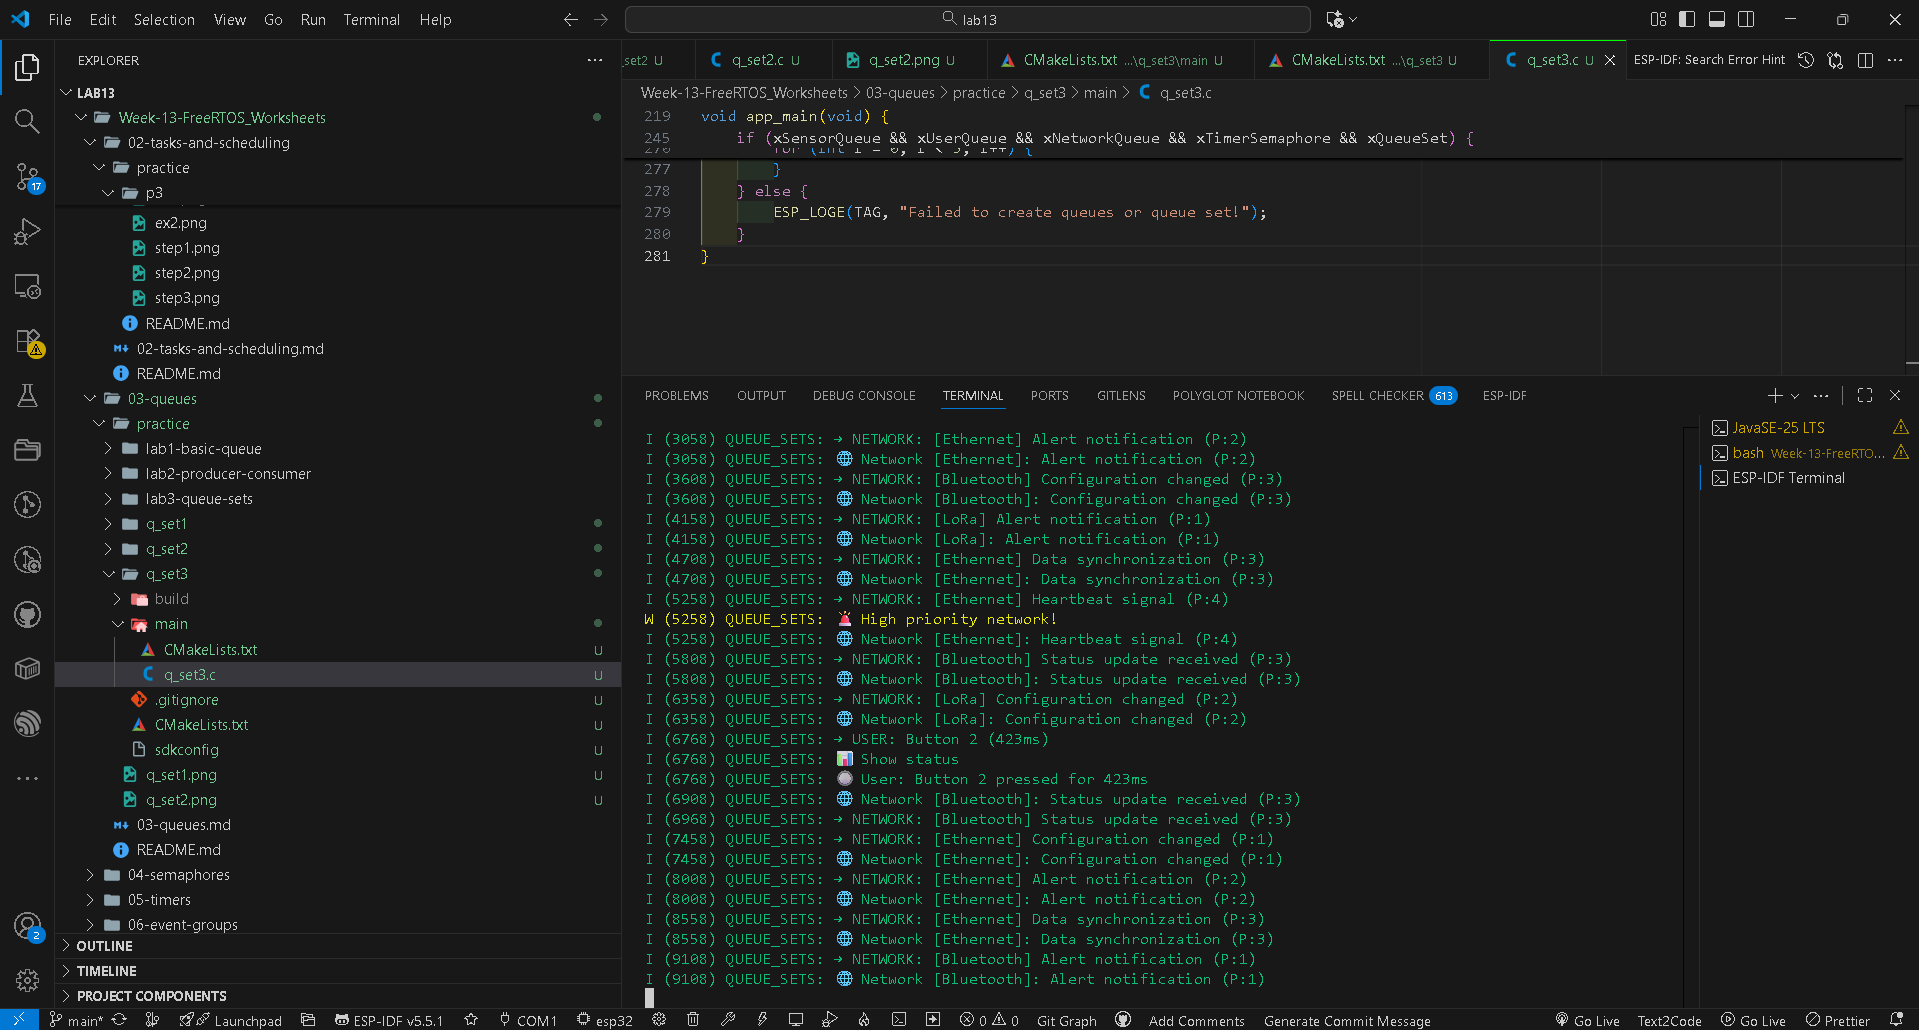 File Edit Selection View Go Run Terminal Help
lab13
EXPLORER
LAB13
Week-13-FreeRTOS_Worksheets
02-tasks-and-scheduling
practice
p3
ex2.png
step1.png
step2.png
step3.png
README.md
02-tasks-and-scheduling.md
README.md
03-queues
practice
lab1-basic-queue
lab2-producer-consumer
lab3-queue-sets
q_set1
q_set2
q_set3
build
main
CMakeLists.txt U
q_set3.c U
.gitignore U
CMakeLists.txt U
sdkconfig U
q_set1.png U
q_set2.png U
03-queues.md
README.md
04-semaphores
05-timers
06-event-groups
OUTLINE
TIMELINE
PROJECT COMPONENTS
17
2
_set2 U q_set2.c U q_set2.png U CMakeLists.txt ...\q_set3\main U CMakeLists.txt ...\q_set3 U q_set3.c U ESP-IDF: Search Error Hint
Week-13-FreeRTOS_Worksheets > 03-queues > practice > q_set3 > main > q_set3.c
219 void app_main(void) {
245 if (xSensorQueue && xUserQueue && xNetworkQueue && xTimerSemaphore && xQueueSet) {
277 }
278 } else {
279 ESP_LOGE(TAG, "Failed to create queues or queue set!");
280 }
281 }
PROBLEMS OUTPUT DEBUG CONSOLE TERMINAL PORTS GITLENS POLYGLOT NOTEBOOK SPELL CHECKER 613 ESP-IDF
I (3058) QUEUE_SETS: → NETWORK: [Ethernet] Alert notification (P:2)
I (3058) QUEUE_SETS: 🌐 Network [Ethernet]: Alert notification (P:2)
I (3608) QUEUE_SETS: → NETWORK: [Bluetooth] Configuration changed (P:3)
I (3608) QUEUE_SETS: 🌐 Network [Bluetooth]: Configuration changed (P:3)
I (4158) QUEUE_SETS: → NETWORK: [LoRa] Alert notification (P:1)
I (4158) QUEUE_SETS: 🌐 Network [LoRa]: Alert notification (P:1)
I (4708) QUEUE_SETS: → NETWORK: [Ethernet] Data synchronization (P:3)
I (4708) QUEUE_SETS: 🌐 Network [Ethernet]: Data synchronization (P:3)
I (5258) QUEUE_SETS: → NETWORK: [Ethernet] Heartbeat signal (P:4)
W (5258) QUEUE_SETS: 🚨 High priority network!
I (5258) QUEUE_SETS: 🌐 Network [Ethernet]: Heartbeat signal (P:4)
I (5808) QUEUE_SETS: → NETWORK: [Bluetooth] Status update received (P:3)
I (5808) QUEUE_SETS: 🌐 Network [Bluetooth]: Status update received (P:3)
I (6358) QUEUE_SETS: → NETWORK: [LoRa] Configuration changed (P:2)
I (6358) QUEUE_SETS: 🌐 Network [LoRa]: Configuration changed (P:2)
I (6768) QUEUE_SETS: → USER: Button 2 (423ms)
I (6768) QUEUE_SETS: 📊 Show status
I (6768) QUEUE_SETS: 🔘 User: Button 2 pressed for 423ms
I (6908) QUEUE_SETS: 🌐 Network [Bluetooth]: Status update received (P:3)
I (6968) QUEUE_SETS: → NETWORK: [Bluetooth] Status update received (P:3)
I (7458) QUEUE_SETS: → NETWORK: [Ethernet] Configuration changed (P:1)
I (7458) QUEUE_SETS: 🌐 Network [Ethernet]: Configuration changed (P:1)
I (8008) QUEUE_SETS: → NETWORK: [Ethernet] Alert notification (P:2)
I (8008) QUEUE_SETS: 🌐 Network [Ethernet]: Alert notification (P:2)
I (8558) QUEUE_SETS: → NETWORK: [Ethernet] Data synchronization (P:3)
I (8558) QUEUE_SETS: 🌐 Network [Ethernet]: Data synchronization (P:3)
I (9108) QUEUE_SETS: → NETWORK: [Bluetooth] Alert notification (P:1)
I (9108) QUEUE_SETS: 🌐 Network [Bluetooth]: Alert notification (P:1)
JavaSE-25 LTS
bash Week-13-FreeRTO...
ESP-IDF Terminal
main* Launchpad ESP-IDF v5.5.1 COM1 esp32 0 0 Git Graph Add Comments Generate Commit Message Go Live Text2Code Go Live Prettier